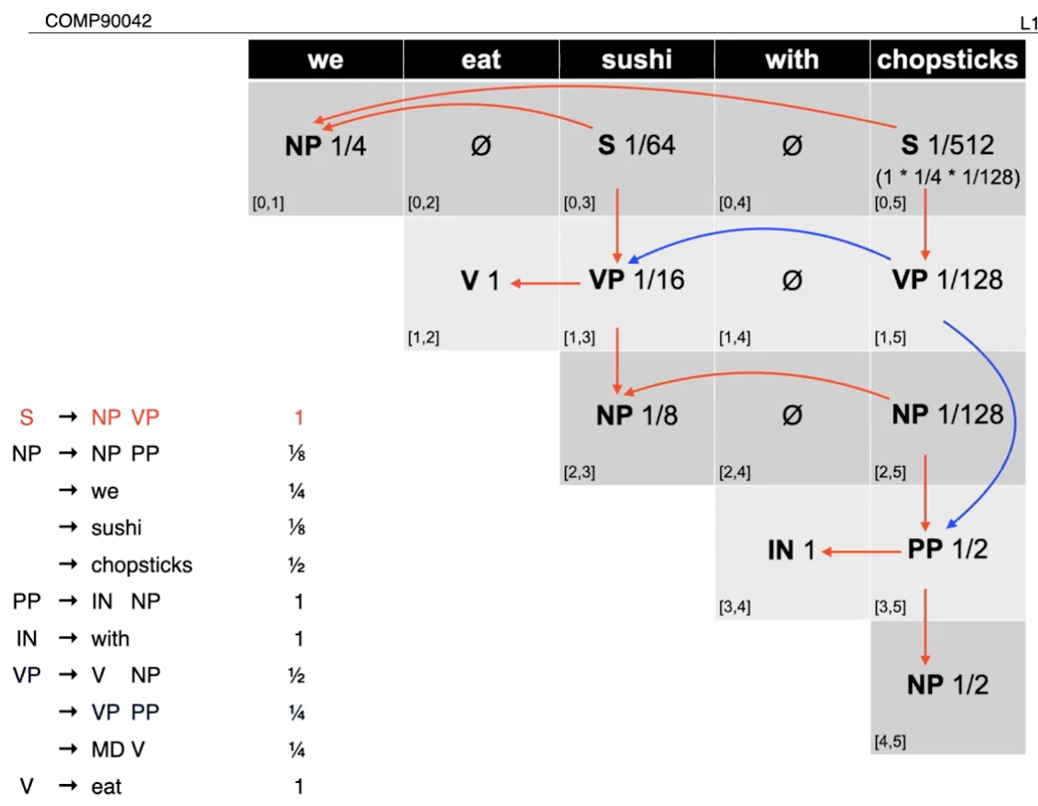 COMP90042 L1
we eat sushi with chopsticks
NP 1/4 Ø S 1/64 Ø S 1/512
(1 * 1/4 * 1/128)
[0,1] [0,2] [0,3] [0,4] [0,5]
V 1 VP 1/16 Ø VP 1/128
[1,2] [1,3] [1,4] [1,5]
NP 1/8 Ø NP 1/128
[2,3] [2,4] [2,5]
IN 1 PP 1/2
[3,4] [3,5]
NP 1/2
[4,5]
S → NP VP 1
NP → NP PP ⅛
→ we ¼
→ sushi ⅛
→ chopsticks ½
PP → IN NP 1
IN → with 1
VP → V NP ½
→ VP PP ¼
→ MD V ¼
V → eat 1